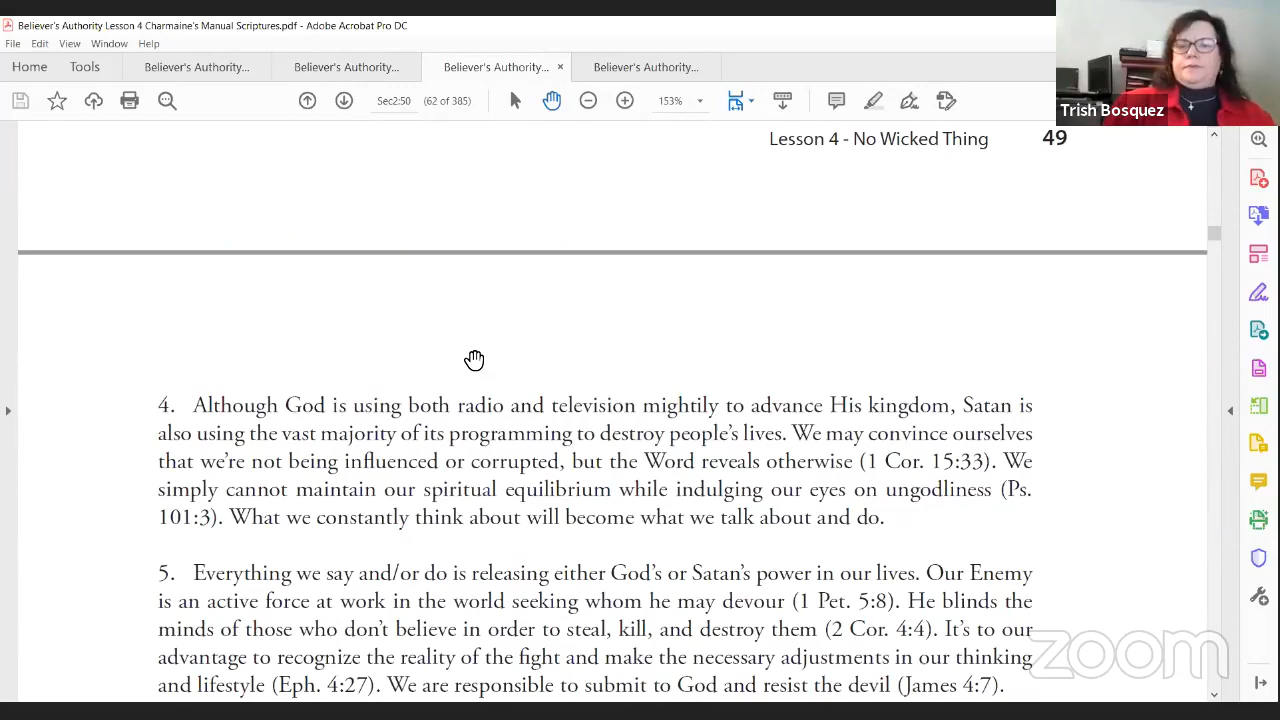 Believer's Authority Lesson 4 Charmaine's Manual Scriptures.pdf - Adobe Acrobat Pro DC
File Edit View Window Help
Home Tools Believer's Authority... Believer's Authority... Believer's Authority... × Believer's Authority...
sec2:50 (62 of 385) 153%
Trish Bosquez
Lesson 4 - No Wicked Thing 49
4. Although God is using both radio and television mightily to advance His kingdom, Satan is
also using the vast majority of its programming to destroy people's lives. We may convince ourselves
that we're not being influenced or corrupted, but the Word reveals otherwise (1 Cor. 15:33). We
simply cannot maintain our spiritual equilibrium while indulging our eyes on ungodliness (Ps.
101:3). What we constantly think about will become what we talk about and do.
5. Everything we say and/or do is releasing either God's or Satan's power in our lives. Our Enemy
is an active force at work in the world seeking whom he may devour (1 Pet. 5:8). He blinds the
minds of those who don't believe in order to steal, kill, and destroy them (2 Cor. 4:4). It's to our
advantage to recognize the reality of the fight and make the necessary adjustments in our thinking
and lifestyle (Eph. 4:27). We are responsible to submit to God and resist the devil (James 4:7).
zoom